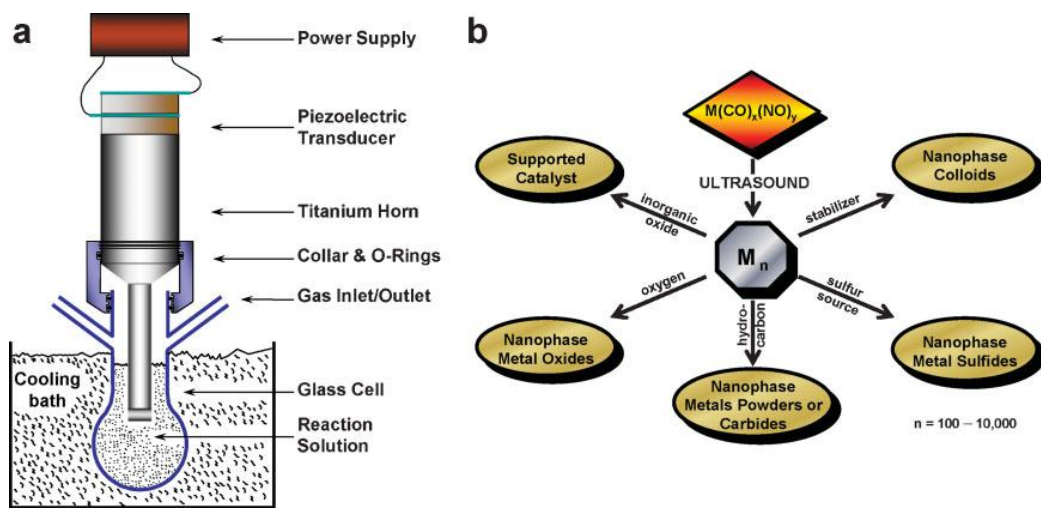 a
Power Supply
Piezoelectric
Transducer
Titanium Horn
Collar & O-Rings
Gas Inlet/Outlet
Cooling
bath
Glass Cell
Reaction
Solution
b
M(CO)x(NO)y
ULTRASOUND
Supported
Catalyst
Nanophase
Colloids
inorganic
oxide
stabilizer
Mn
oxygen
sulfur
source
hydro-
carbon
Nanophase
Metal Oxides
Nanophase
Metals Powders or
Carbides
Nanophase
Metal Sulfides
n = 100 – 10,000